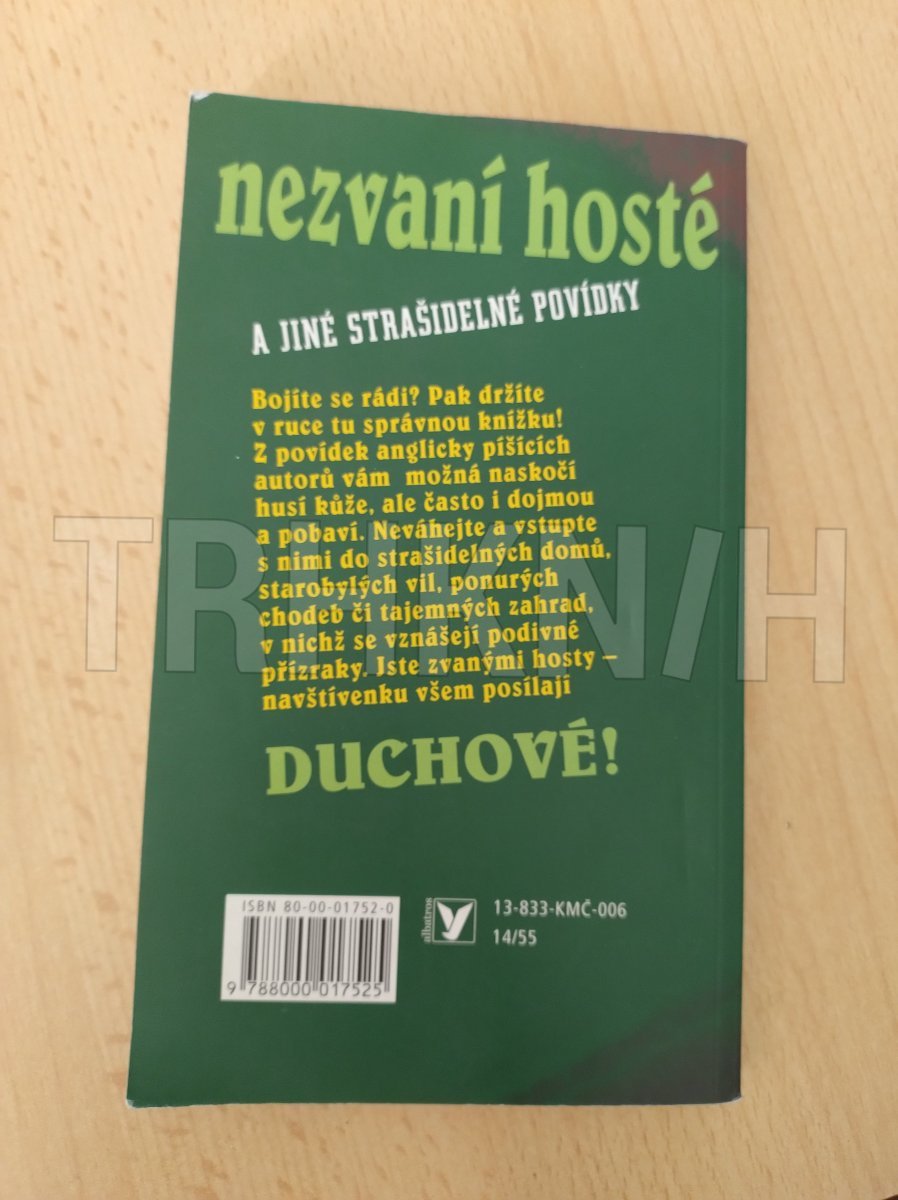 nezvaní hosté
A JINÉ STRAŠIDELNÉ POVÍDKY
Bojíte se rádi? Pak držíte
v ruce tu správnou knížku!
Z povídek anglicky píšících
autorů vám možná naskočí
husí kůže, ale často i dojmou
a pobaví. Neváhejte a vstupte
s nimi do strašidelných domů,
starobylých vil, ponurých
chodeb či tajemných zahrad,
v nichž se vznášejí podivné
přízraky. Jste zvanými hosty –
navštívenku všem posílají
DUCHOVÉ!
ISBN 80-00-01752-0
9 788000 017525
albatros
13-833-KMČ-006
14/55
TRHKNIH